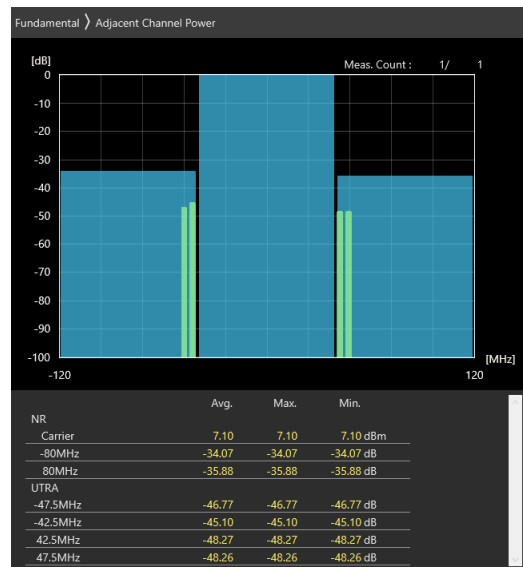 Fundamental ❯ Adjacent Channel Power
[dB]
Meas. Count : 1/ 1
0
-10
-20
-30
-40
-50
-60
-70
-80
-90
-100
[MHz]
-120 120
Avg. Max. Min.
NR
Carrier 7.10 7.10 7.10 dBm
-80MHz -34.07 -34.07 -34.07 dB
80MHz -35.88 -35.88 -35.88 dB
UTRA
-47.5MHz -46.77 -46.77 -46.77 dB
-42.5MHz -45.10 -45.10 -45.10 dB
42.5MHz -48.27 -48.27 -48.27 dB
47.5MHz -48.26 -48.26 -48.26 dB